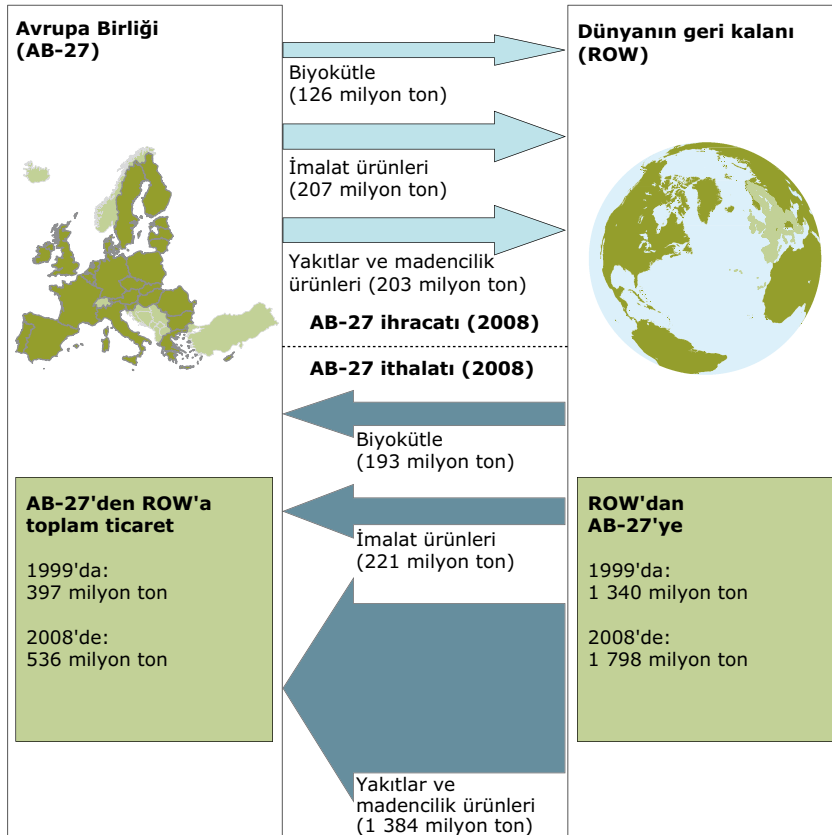 Avrupa Birliği
(AB-27)
Biyokütle
(126 milyon ton)
İmalat ürünleri
(207 milyon ton)
Yakıtlar ve madencilik
ürünleri (203 milyon ton)
AB-27 ihracatı (2008)
Dünyanın geri kalanı
(ROW)
AB-27 ithalatı (2008)
Biyokütle
(193 milyon ton)
İmalat ürünleri
(221 milyon ton)
Yakıtlar ve
madencilik ürünleri
(1 384 milyon ton)
AB-27'den ROW'a
toplam ticaret
1999'da:
397 milyon ton
2008'de:
536 milyon ton
ROW'dan
AB-27'ye
1999'da:
1 340 milyon ton
2008'de:
1 798 milyon ton